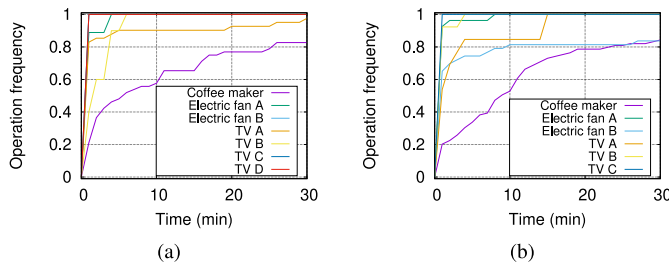 Operation frequency
1
0.8
0.6
0.4
0.2
0
Coffee maker
Electric fan A
Electric fan B
TV A
TV B
TV C
TV D
0 10 20 30
Time (min)
(a)
Operation frequency
1
0.8
0.6
0.4
0.2
0
Coffee maker
Electric fan A
Electric fan B
TV A
TV B
TV C
0 10 20 30
Time (min)
(b)